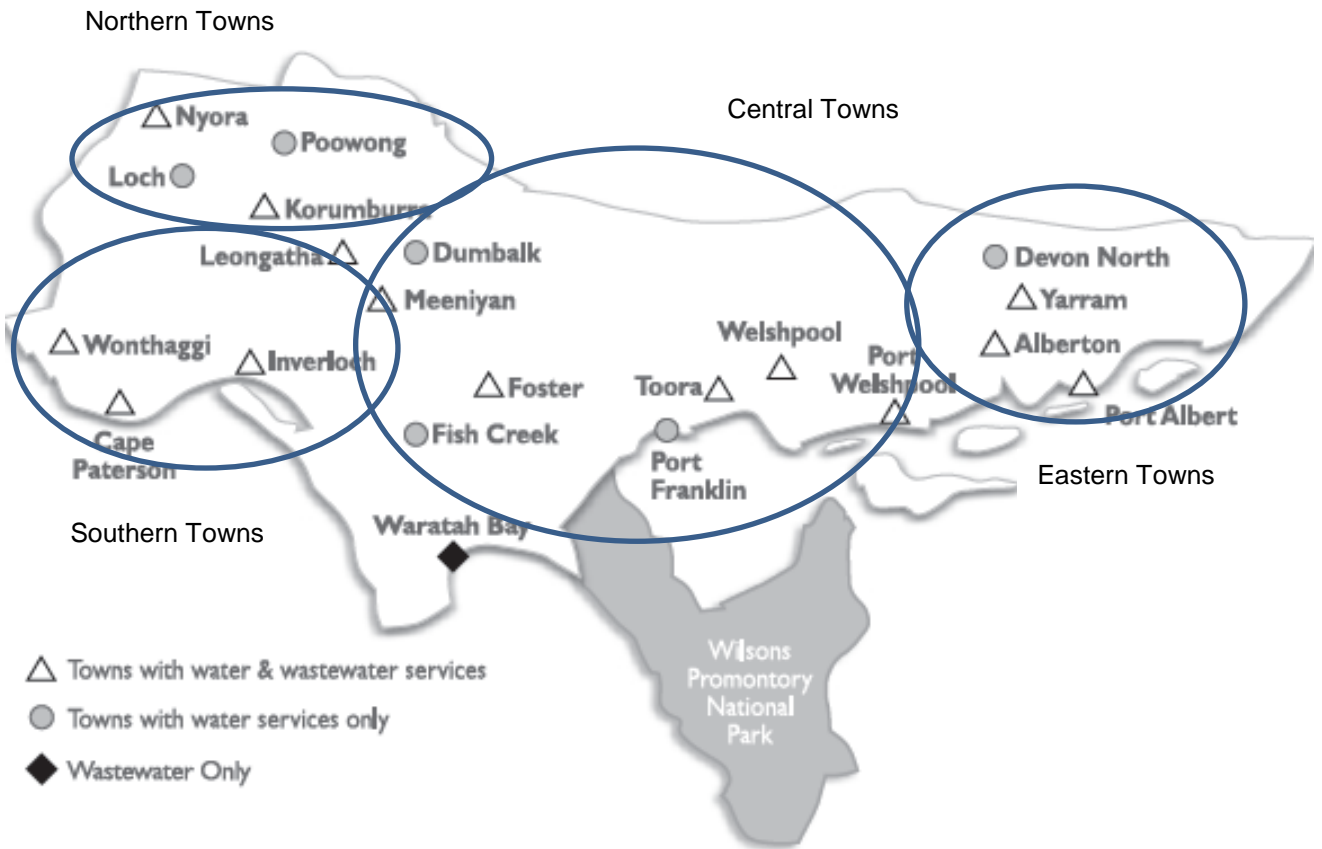 Northern Towns
Central Towns
Nyora
Poowong
Loch
Korumburra
Leongatha
Dumbalk
Devon North
Meeniyan
Yarram
Wonthaggi
Inverloch
Welshpool
Alberton
Port
Welshpool
Foster
Toora
Port Albert
Cape
Paterson
Fish Creek
Port
Franklin
Eastern Towns
Southern Towns
Waratah Bay
Wilsons
Promontory
National
Park
Towns with water & wastewater services
Towns with water services only
Wastewater Only